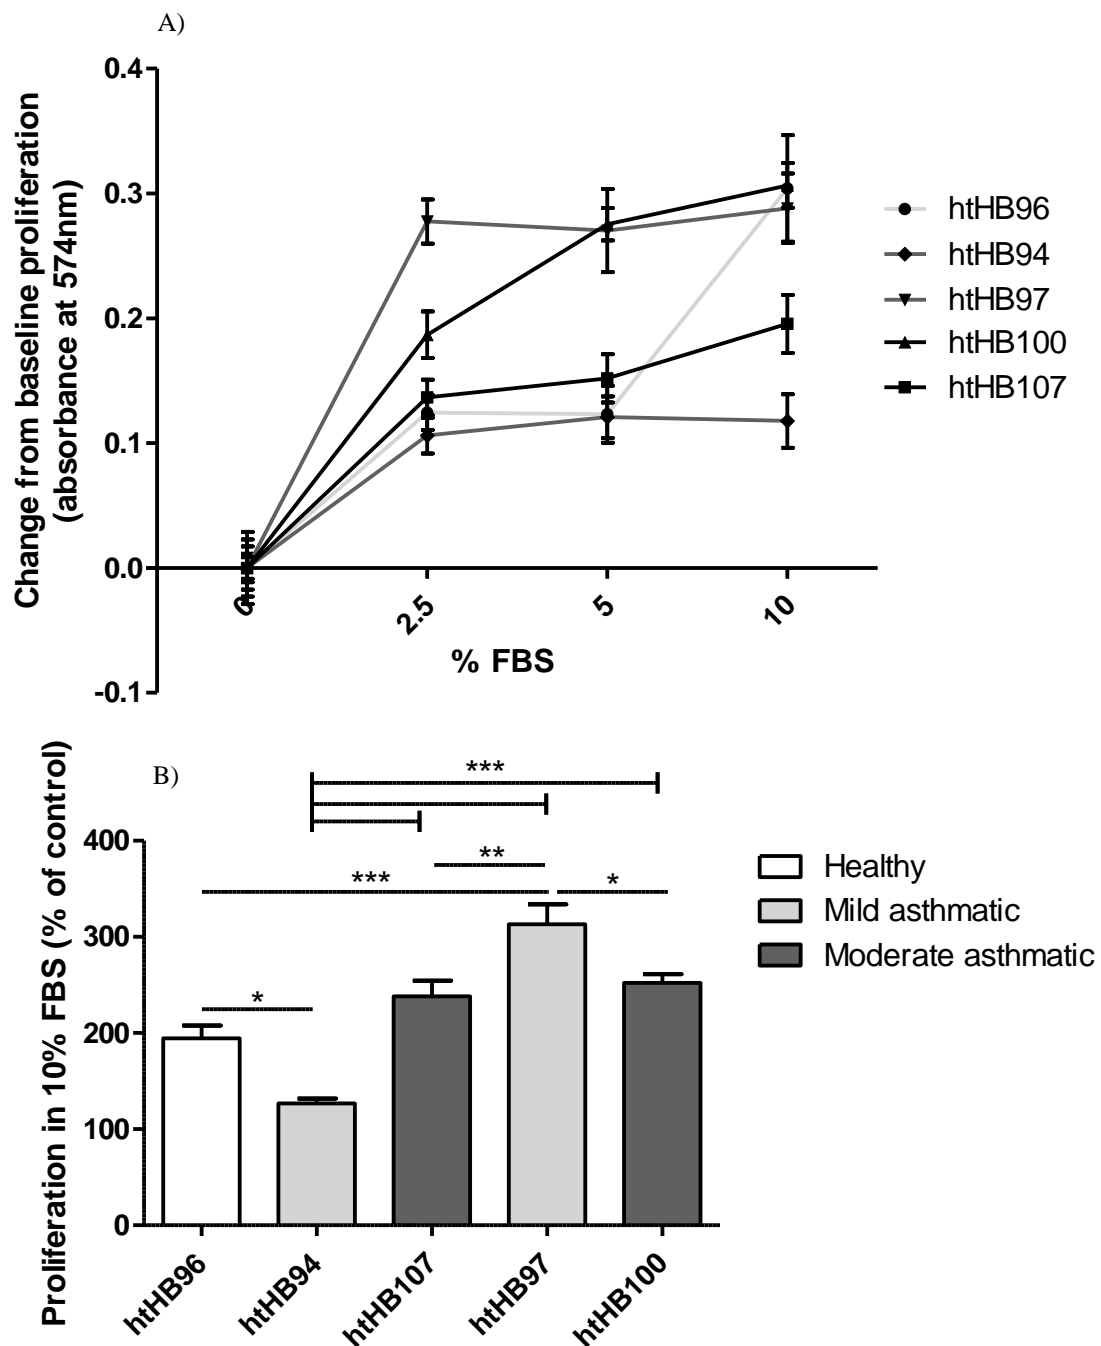 A)
Change from baseline proliferation
(absorbance at 574nm)
0.4
0.3
0.2
0.1
0.0
-0.1
0
2.5
5
10
% FBS
htHB96
htHB94
htHB97
htHB100
htHB107
B)
Proliferation in 10% FBS (% of control)
400
300
200
100
0
***
**
***
*
*
htHB96
htHB94
htHB107
htHB97
htHB100
Healthy
Mild asthmatic
Moderate asthmatic